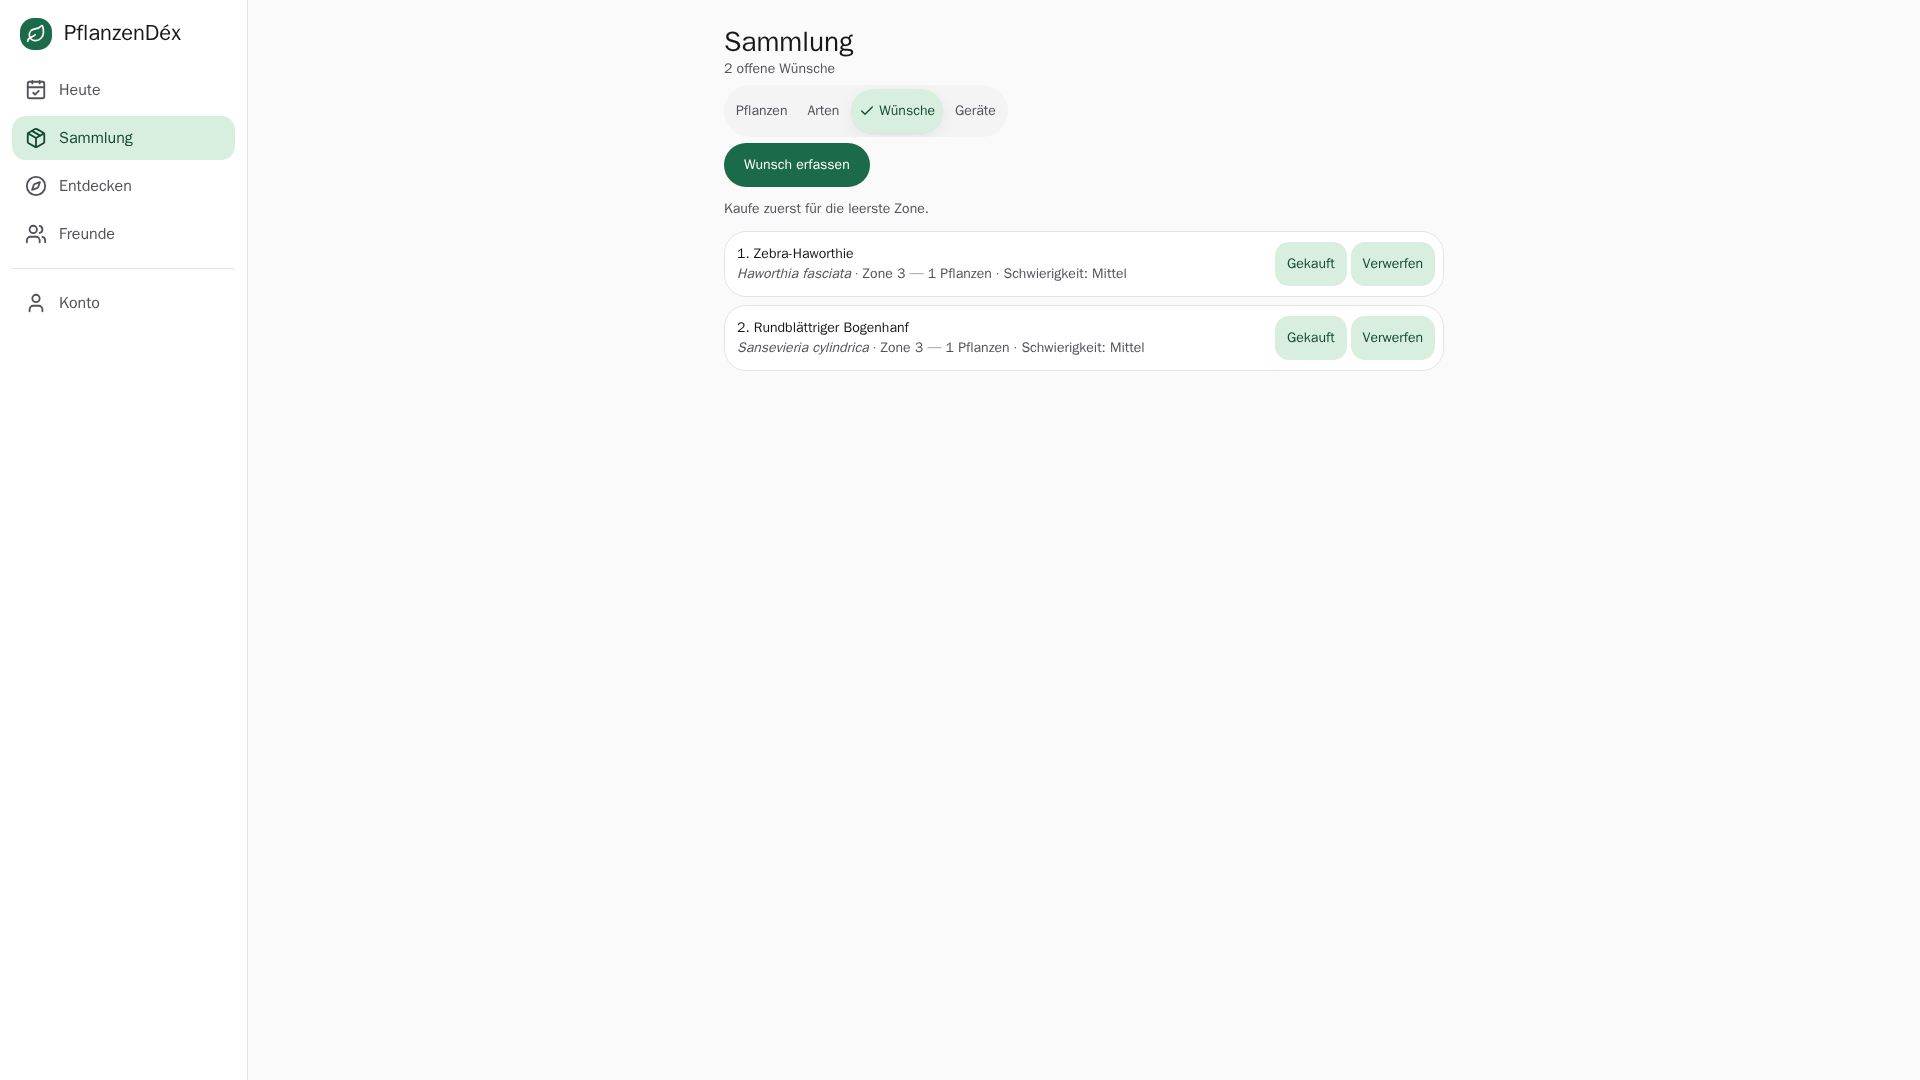 PflanzenDéx
Heute
Sammlung
Entdecken
Freunde
Konto
Sammlung
2 offene Wünsche
Pflanzen Arten Wünsche Geräte
Wunsch erfassen
Kaufe zuerst für die leerste Zone.
1. Zebra-Haworthie
Haworthia fasciata · Zone 3 — 1 Pflanzen · Schwierigkeit: Mittel
Gekauft Verwerfen
2. Rundblättriger Bogenhanf
Sansevieria cylindrica · Zone 3 — 1 Pflanzen · Schwierigkeit: Mittel
Gekauft Verwerfen